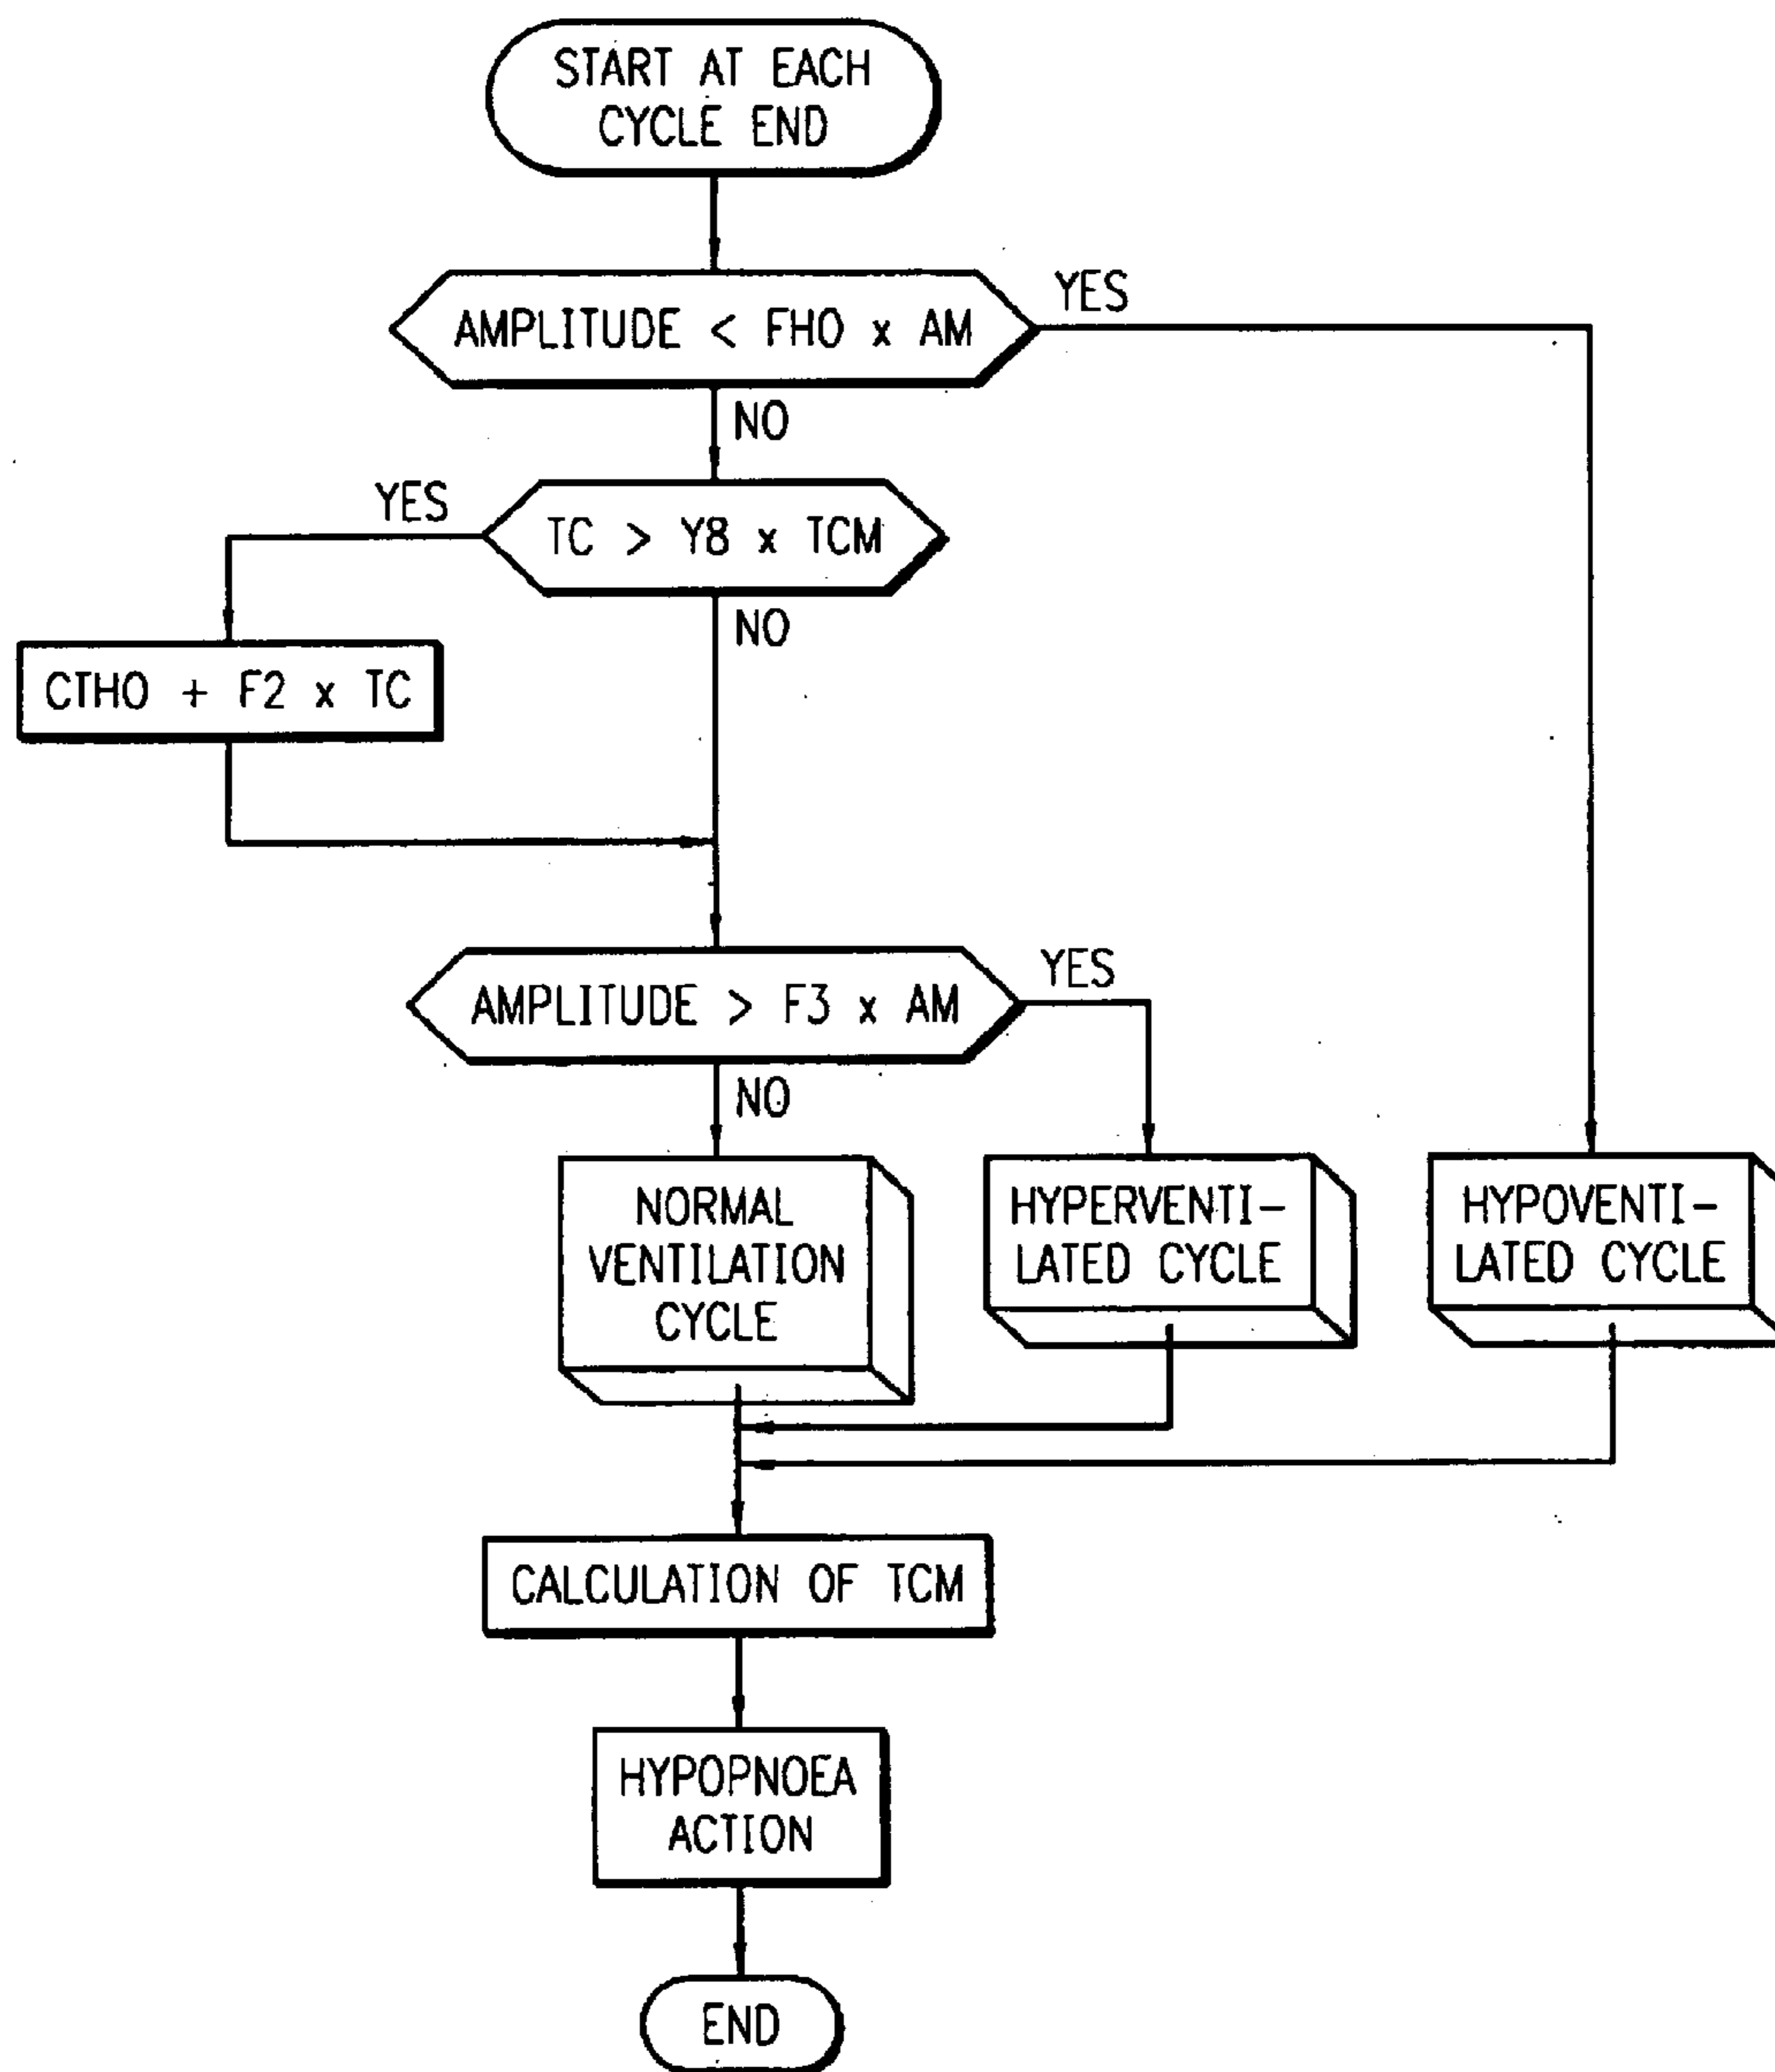 START AT EACH
CYCLE END
AMPLITUDE < FHO x AM
YES
NO
YES
TC > Y8 x TCM
NO
CTHO + F2 x TC
AMPLITUDE > F3 x AM
YES
NO
NORMAL
VENTILATION
CYCLE
HYPERVENTI-
LATED CYCLE
HYPOVENTI-
LATED CYCLE
CALCULATION OF TCM
HYPOPNOEA
ACTION
END